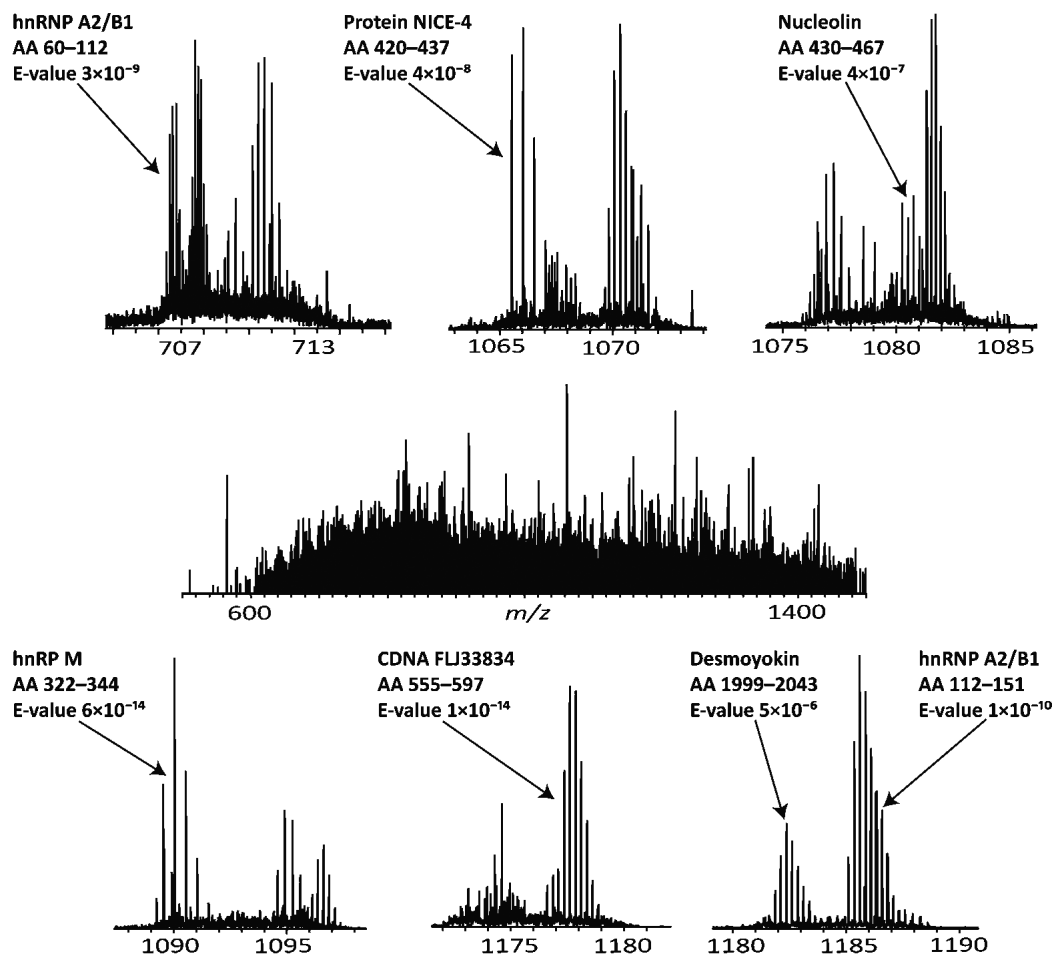 hnRNP A2/B1
AA 60–112
E-value 3×10⁻⁹
Protein NICE-4
AA 420–437
E-value 4×10⁻⁸
Nucleolin
AA 430–467
E-value 4×10⁻⁷
707 713
1065 1070
1075 1080 1085
600 m/z 1400
hnRP M
AA 322–344
E-value 6×10⁻¹⁴
CDNA FLJ33834
AA 555–597
E-value 1×10⁻¹⁴
Desmoyokin
AA 1999–2043
E-value 5×10⁻⁶
hnRNP A2/B1
AA 112–151
E-value 1×10⁻¹⁰
1090 1095
1175 1180
1180 1185 1190